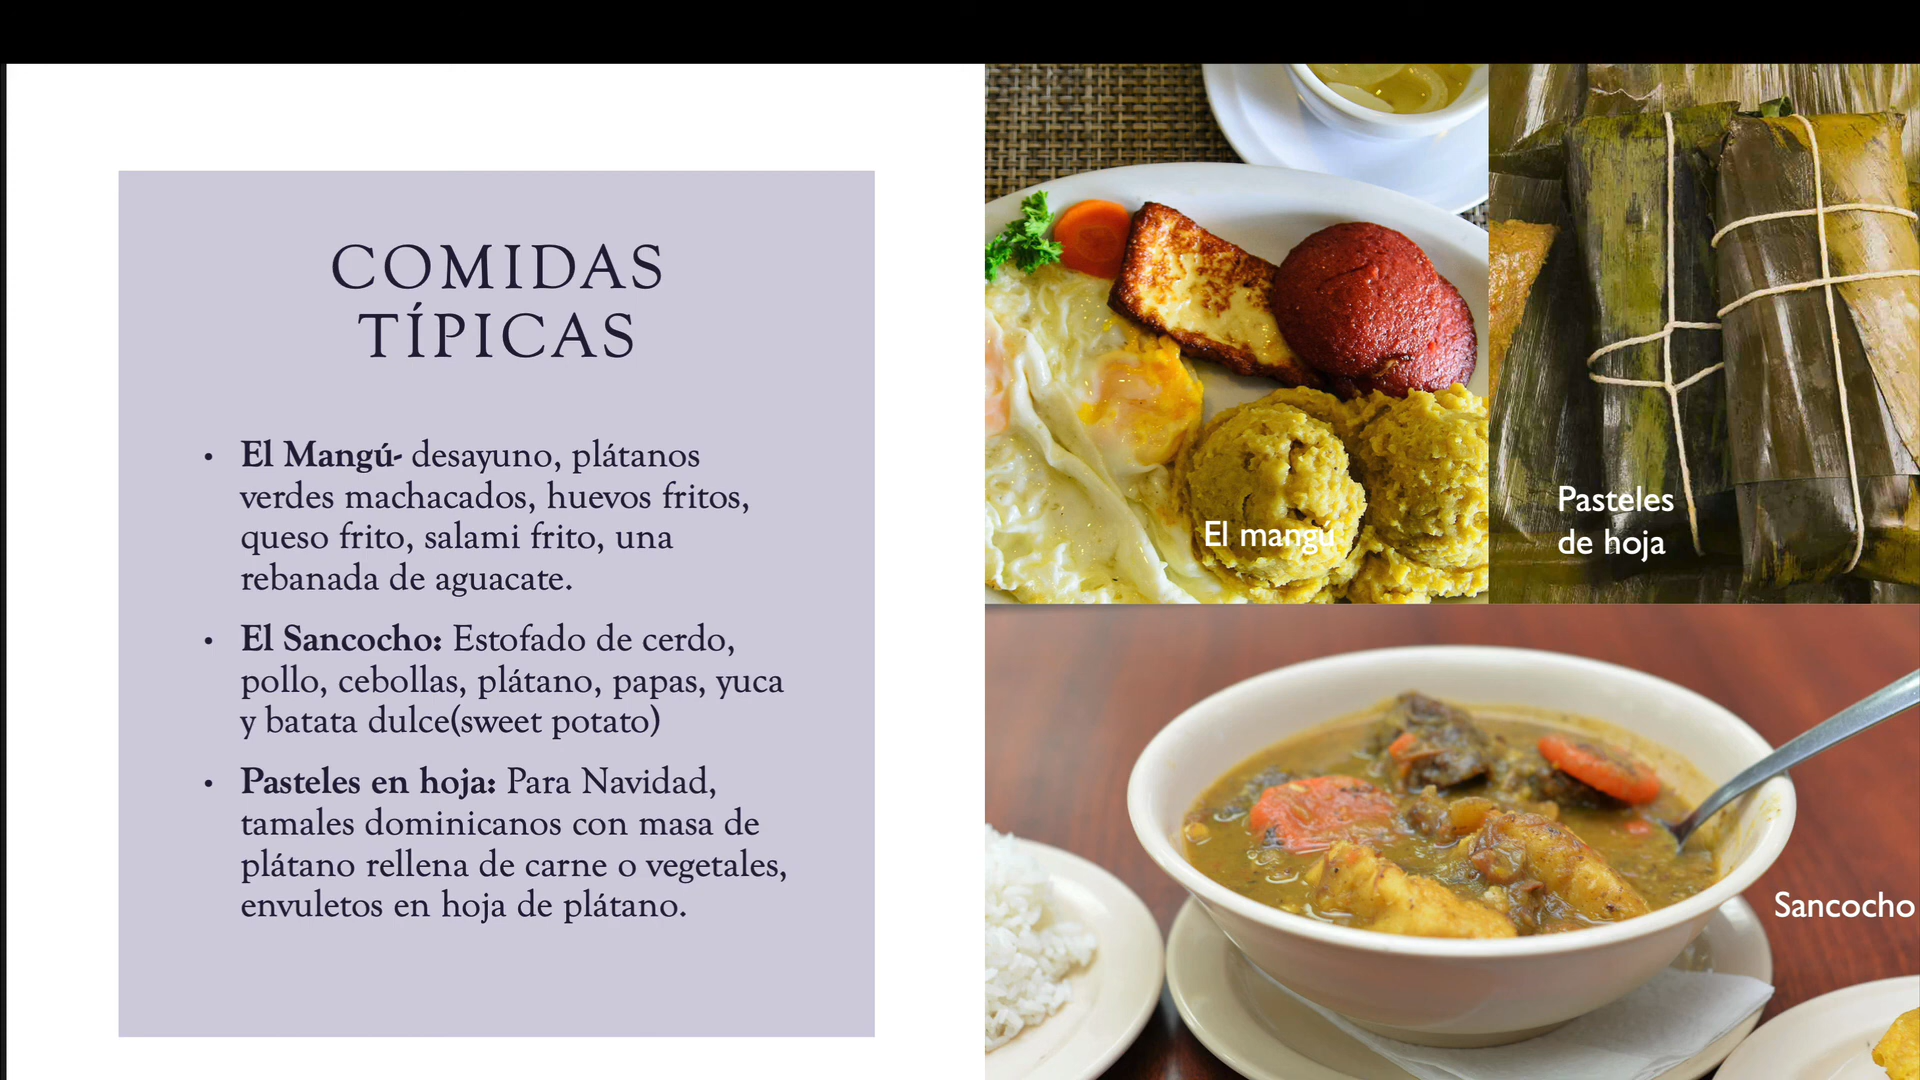 COMIDAS
TÍPICAS
• El Mangú- desayuno, plátanos
verdes machacados, huevos fritos,
queso frito, salami frito, una
rebanada de aguacate.
• El Sancocho: Estofado de cerdo,
pollo, cebollas, plátano, papas, yuca
y batata dulce(sweet potato)
• Pasteles en hoja: Para Navidad,
tamales dominicanos con masa de
plátano rellena de carne o vegetales,
envuletos en hoja de plátano.
El mangú
Pasteles
de hoja
Sancocho